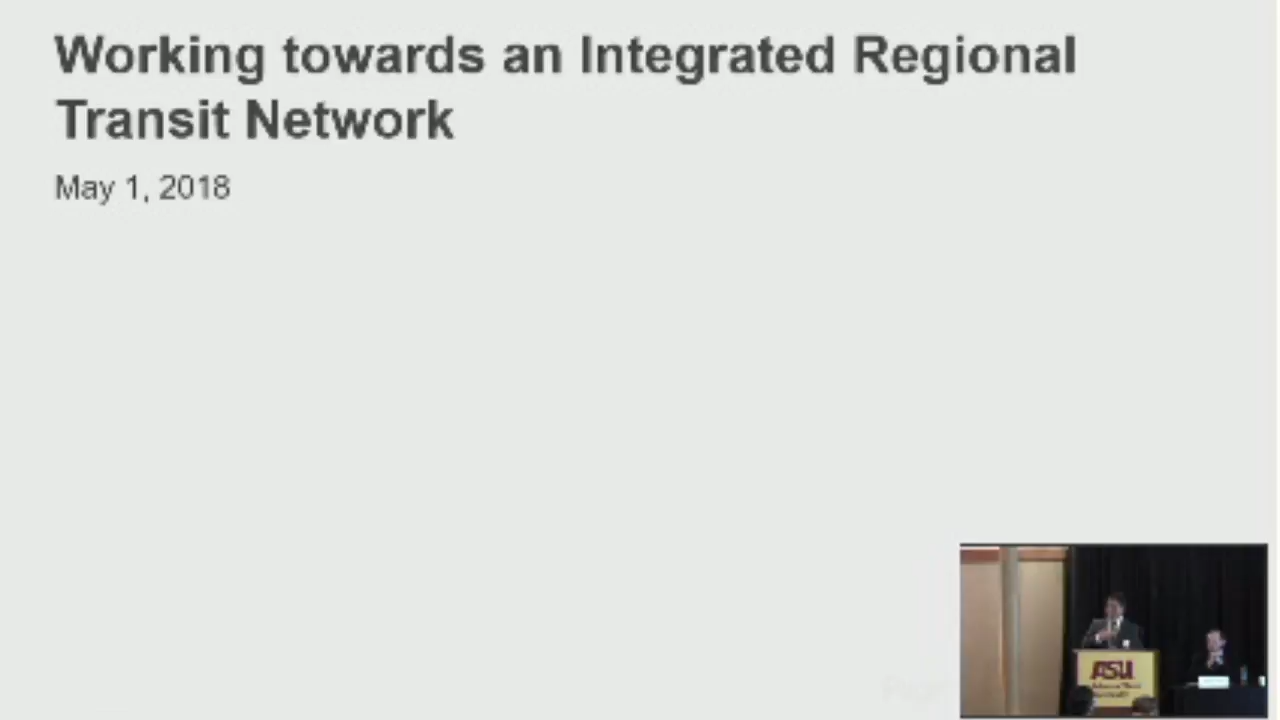 Working towards an Integrated Regional
Transit Network
May 1, 2018
ASU